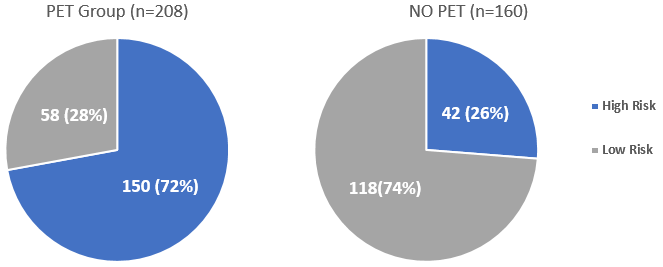 PET Group (n=208)
NO PET (n=160)
58 (28%)
150 (72%)
42 (26%)
118(74%)
High Risk
Low Risk